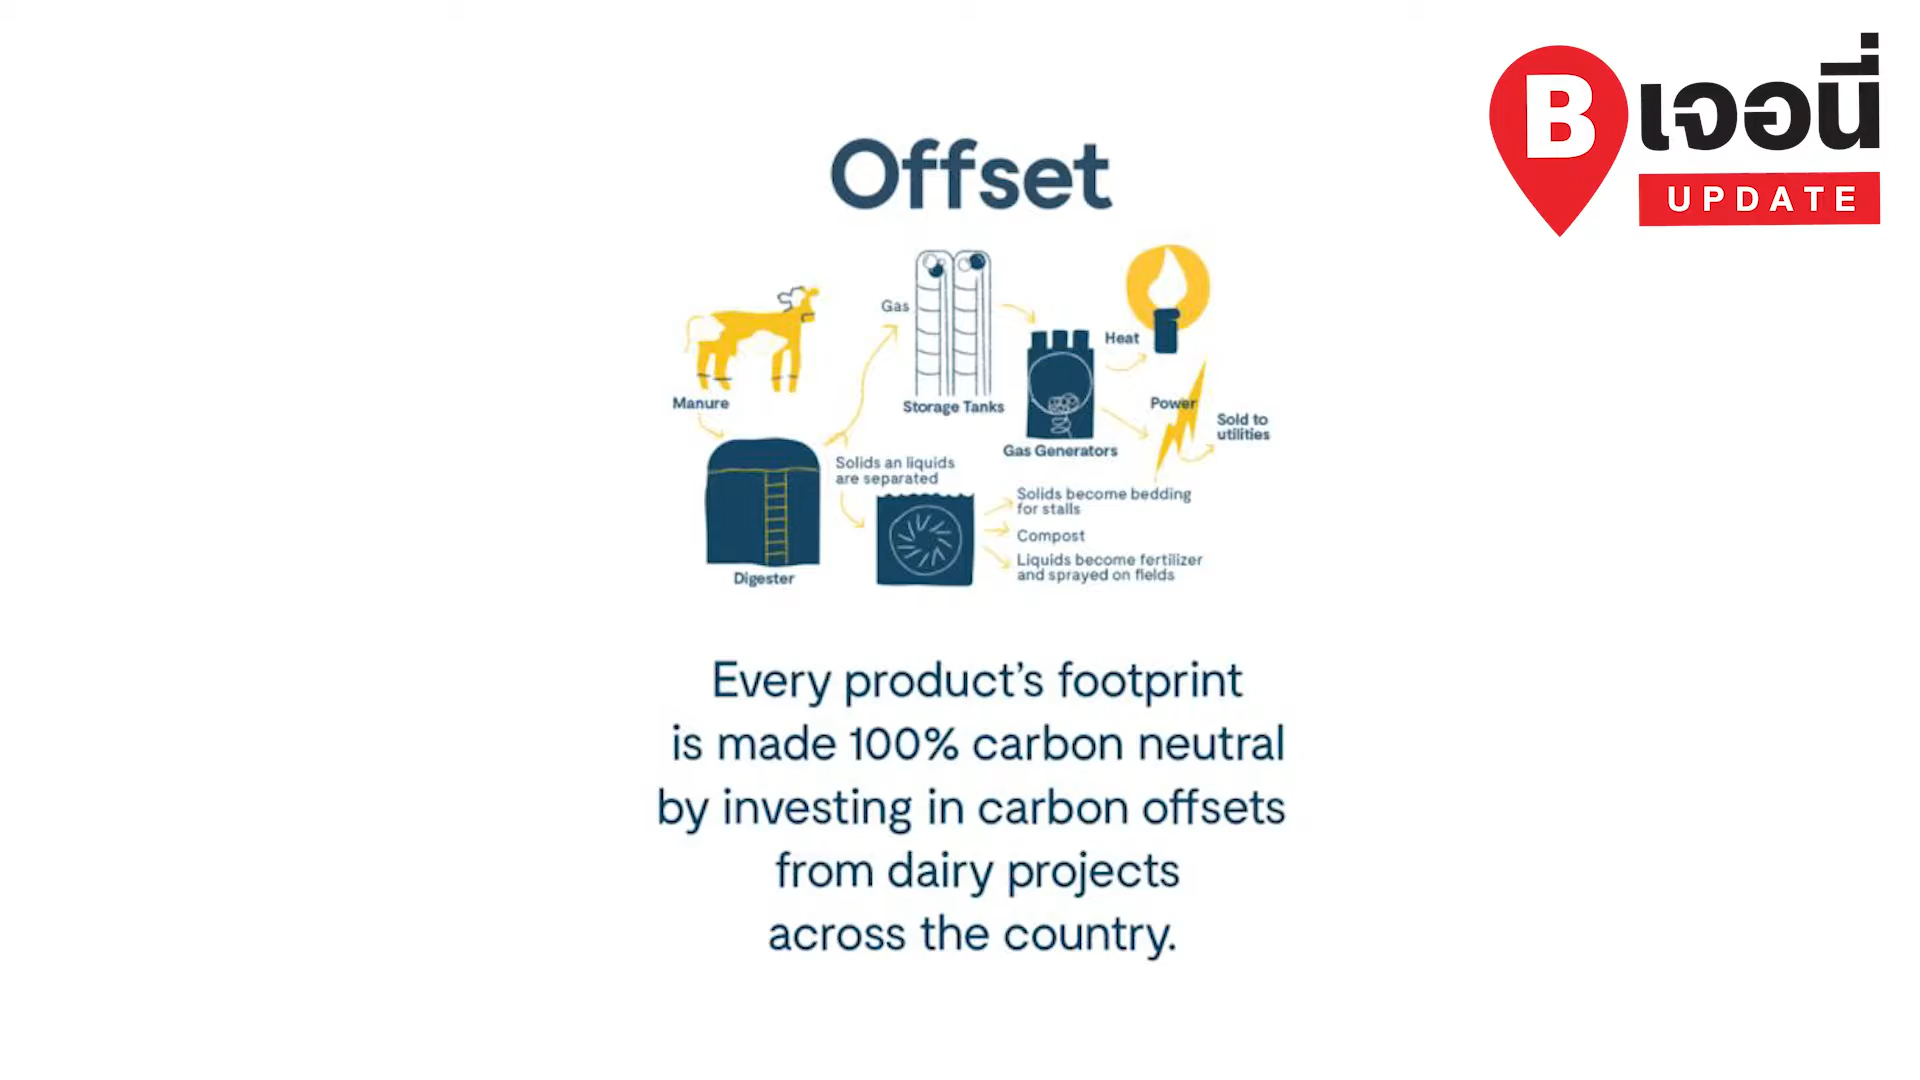 B เจอนี่
UPDATE
Offset
Gas
Heat
Manure
Storage Tanks
Power
Sold to
utilities
Gas Generators
Solids an liquids
are separated
Solids become bedding
for stalls
Compost
Liquids become fertilizer
and sprayed on fields
Digester
Every product's footprint
is made 100% carbon neutral
by investing in carbon offsets
from dairy projects
across the country.